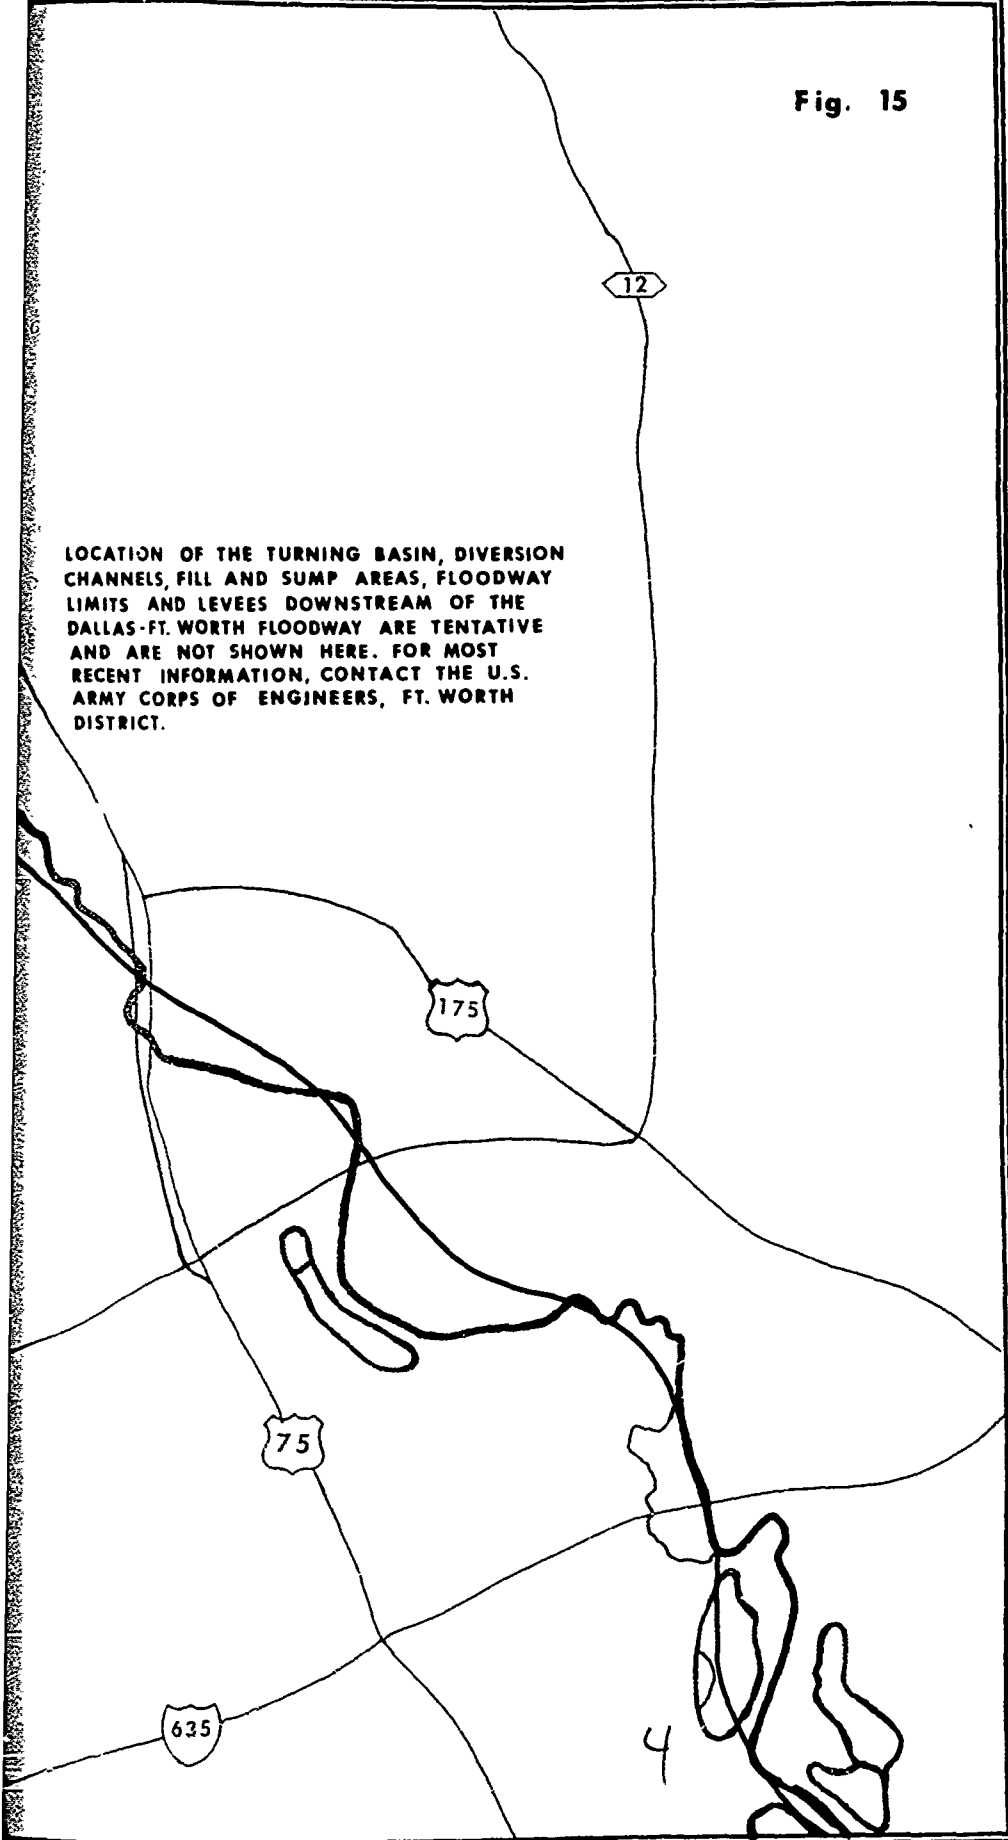 Fig. 15
12
LOCATION OF THE TURNING BASIN, DIVERSION
CHANNELS, FILL AND SUMP AREAS, FLOODWAY
LIMITS AND LEVEES DOWNSTREAM OF THE
DALLAS-FT. WORTH FLOODWAY ARE TENTATIVE
AND ARE NOT SHOWN HERE. FOR MOST
RECENT INFORMATION, CONTACT THE U.S.
ARMY CORPS OF ENGINEERS, FT. WORTH
DISTRICT.
175
75
635
4